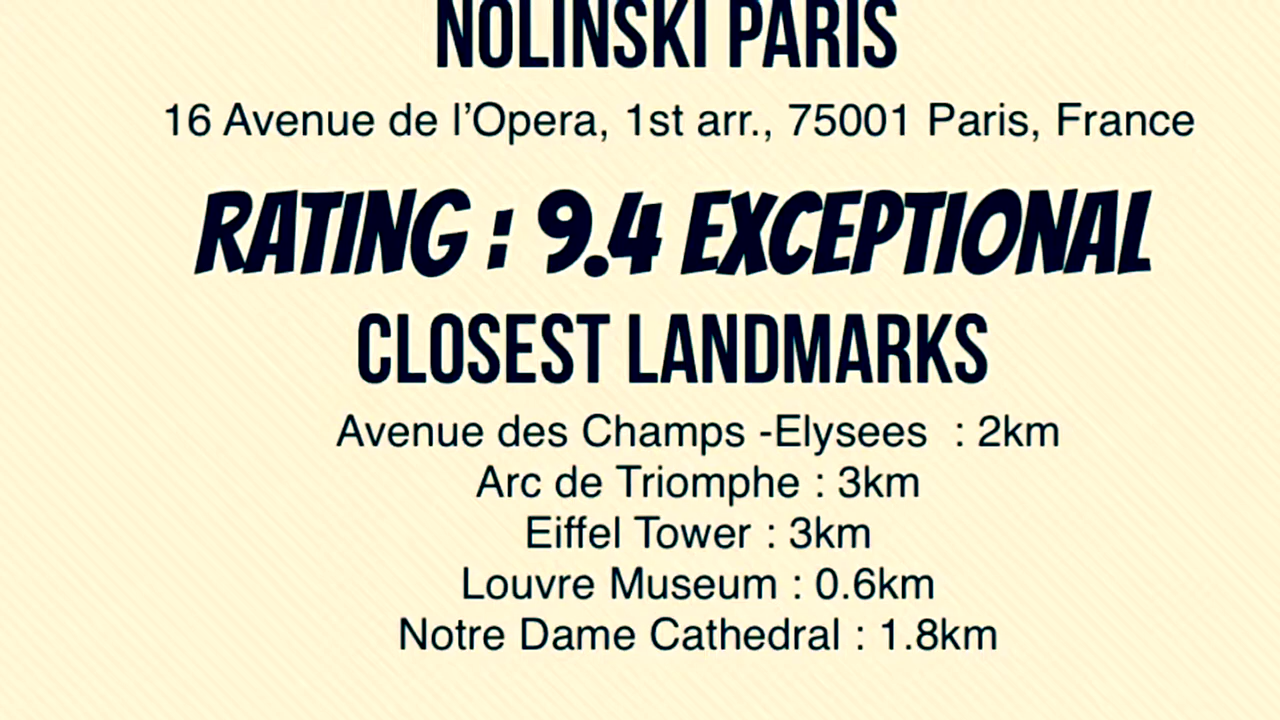 NOLINSKI PARIS
16 Avenue de l’Opera, 1st arr., 75001 Paris, France
RATING : 9.4 EXCEPTIONAL
CLOSEST LANDMARKS
Avenue des Champs -Elysees : 2km
Arc de Triomphe : 3km
Eiffel Tower : 3km
Louvre Museum : 0.6km
Notre Dame Cathedral : 1.8km